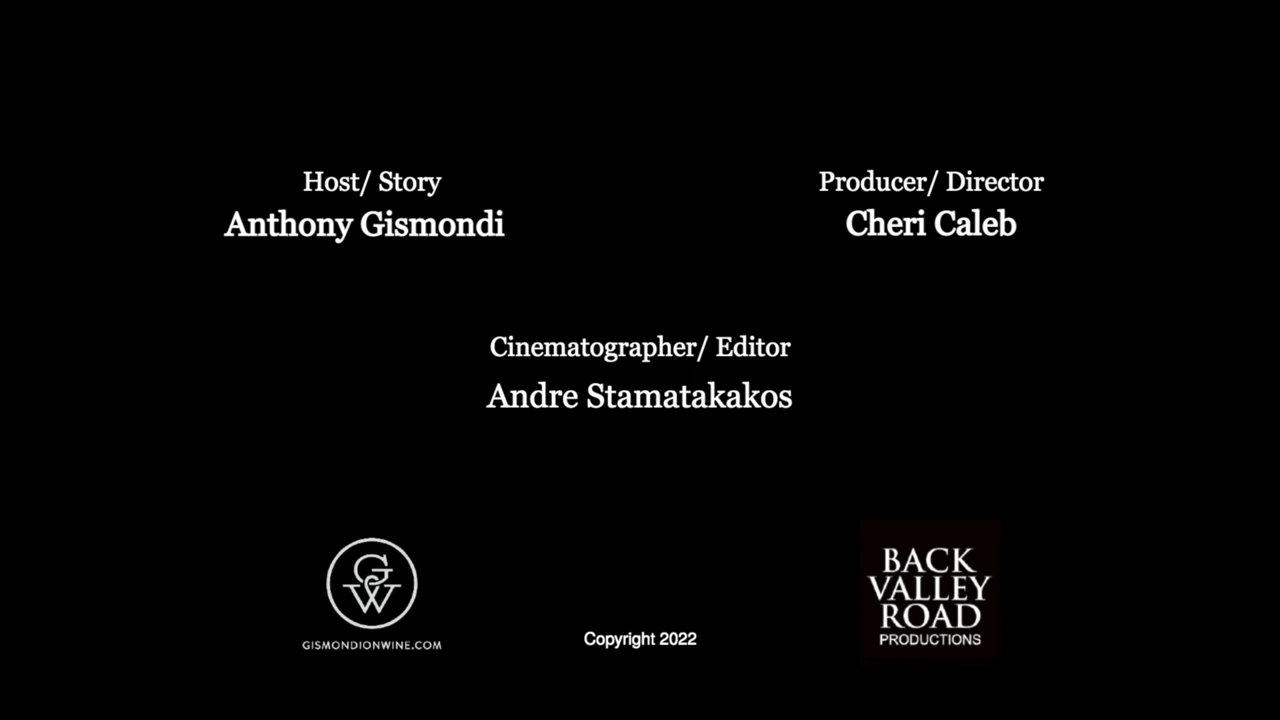 Host/ Story
Anthony Gismondi
Producer/ Director
Cheri Caleb
Cinematographer/ Editor
Andre Stamatakakos
GW
GISMONDIONWINE.COM
Copyright 2022
BACK
VALLEY
ROAD
PRODUCTIONS